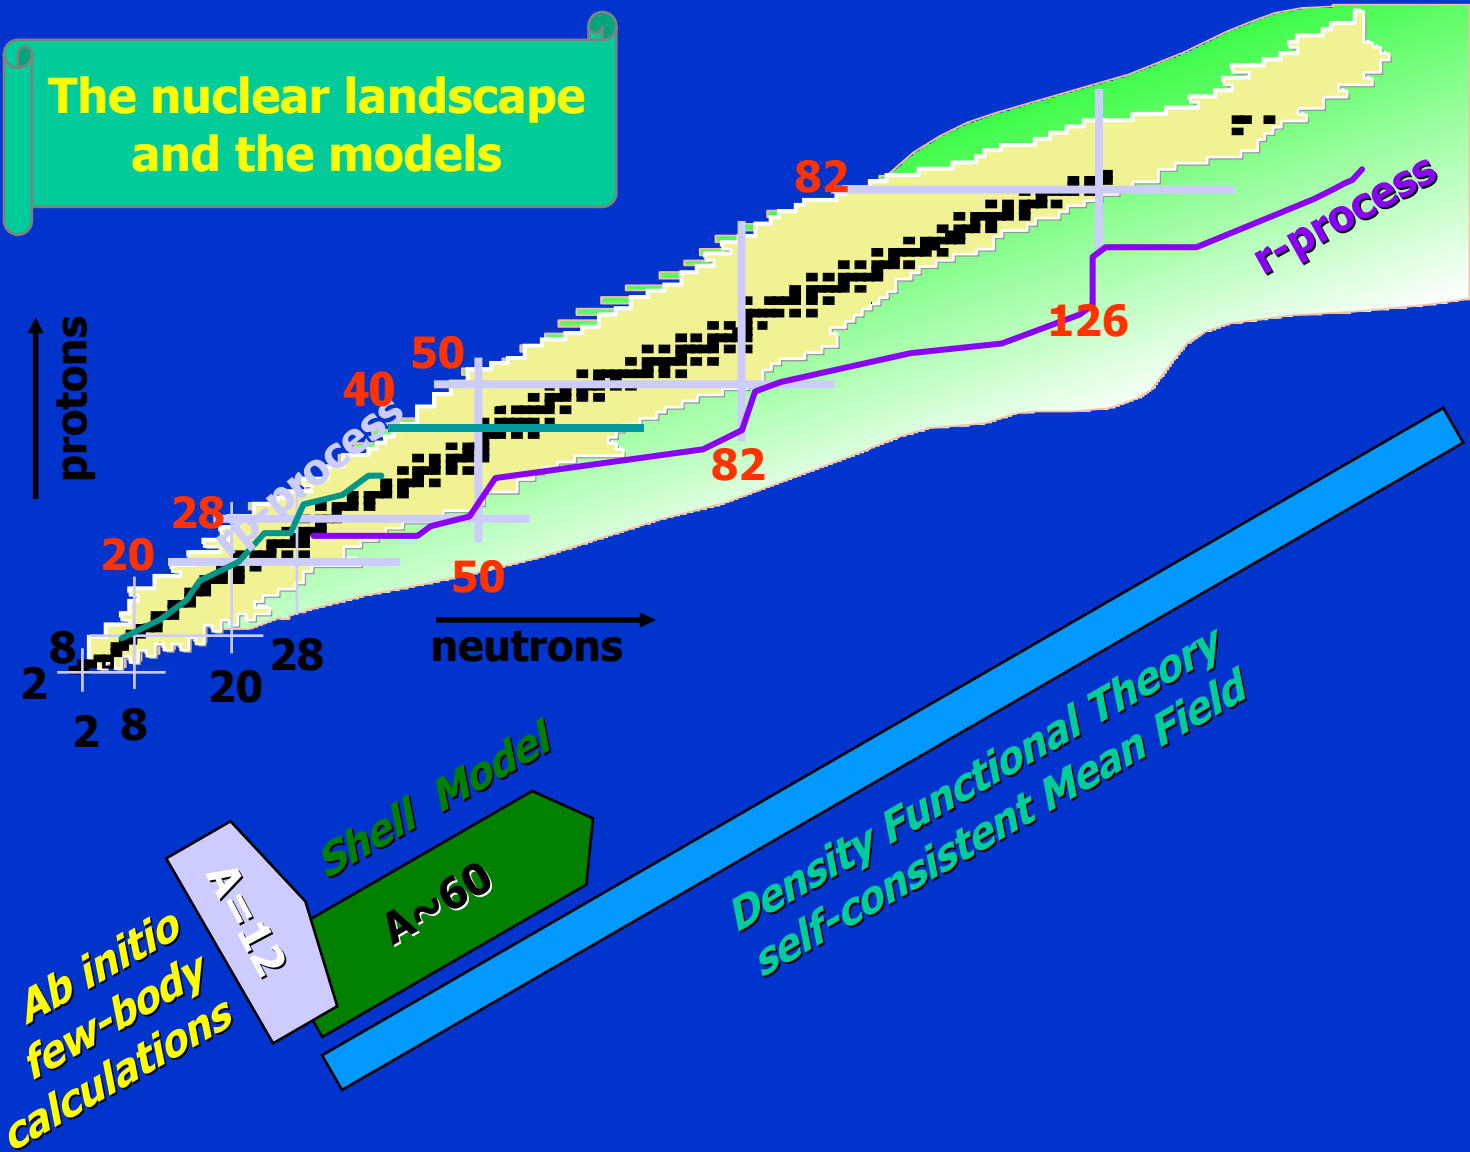 The nuclear landscape
and the models
82
r-process
126
50
40
protons
rp-process
82
28
20
50
neutrons
8
28
2
20
2
8
Shell Model
A~60
A=12
Ab initio
few-body
calculations
Density Functional Theory
self-consistent Mean Field